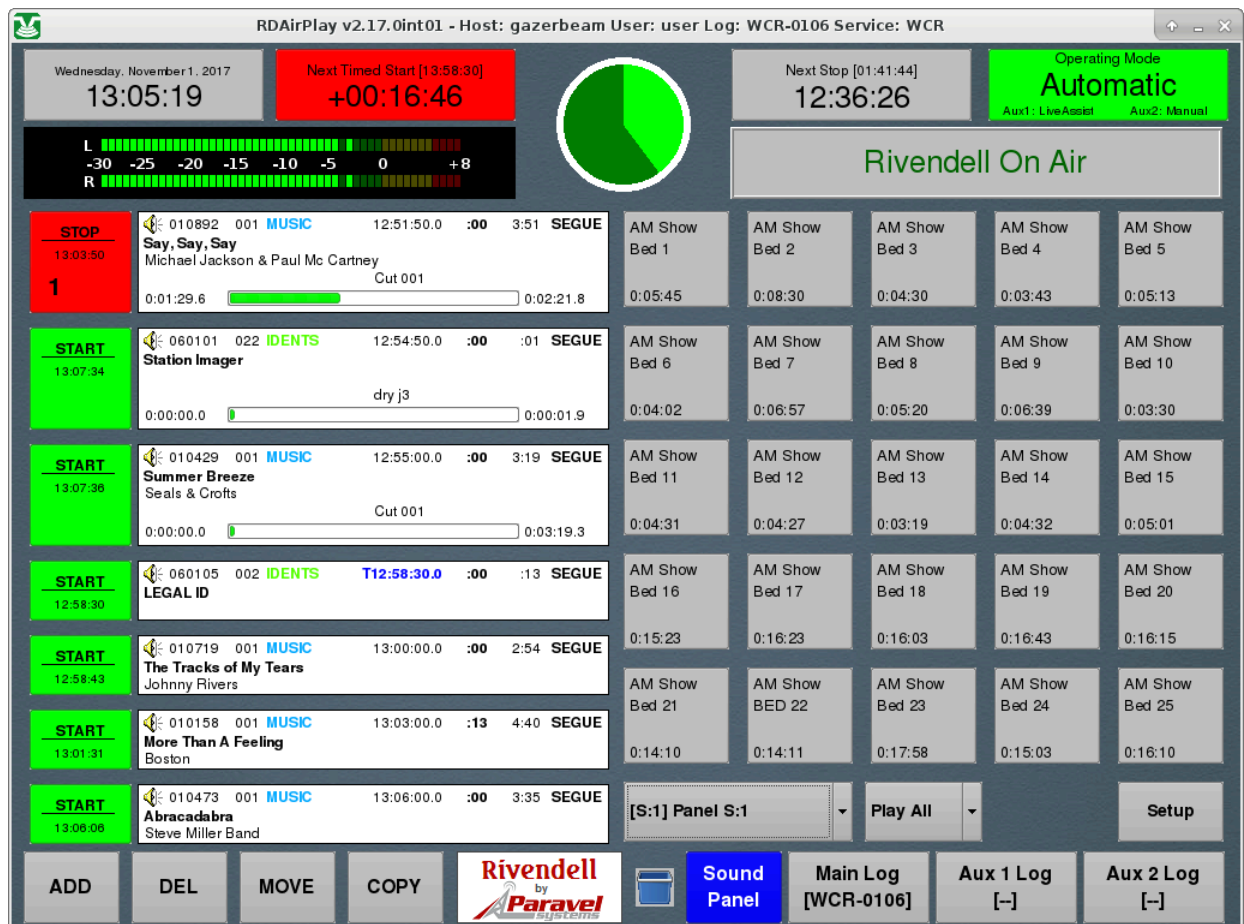 RDAirPlay v2.17.0int01 - Host: gazerbeam User: user Log: WCR-0106 Service: WCR
Wednesday, November 1, 2017
13:05:19
Next Timed Start [13:58:30]
+00:16:46
Next Stop [01:41:44]
12:36:26
Operating Mode
Automatic
Aux1: LiveAssist Aux2: Manual
L
-30 -25 -20 -15 -10 -5 0 +8
R
Rivendell On Air
STOP
13:03:50
1
010892 001 MUSIC 12:51:50.0 :00 3:51 SEGUE
Say, Say, Say
Michael Jackson & Paul Mc Cartney
Cut 001
0:01:29.6 0:02:21.8
START
13:07:34
060101 022 IDENTS 12:54:50.0 :00 :01 SEGUE
Station Imager
dry j3
0:00:00.0 0:00:01.9
START
13:07:36
010429 001 MUSIC 12:55:00.0 :00 3:19 SEGUE
Summer Breeze
Seals & Crofts
Cut 001
0:00:00.0 0:03:19.3
START
12:58:30
060105 002 IDENTS T12:58:30.0 :00 :13 SEGUE
LEGAL ID
START
12:58:43
010719 001 MUSIC 13:00:00.0 :00 2:54 SEGUE
The Tracks of My Tears
Johnny Rivers
START
13:01:31
010158 001 MUSIC 13:03:00.0 :13 4:40 SEGUE
More Than A Feeling
Boston
START
13:06:06
010473 001 MUSIC 13:06:00.0 :00 3:35 SEGUE
Abracadabra
Steve Miller Band
AM Show AM Show AM Show AM Show AM Show
Bed 1 Bed 2 Bed 3 Bed 4 Bed 5
0:05:45 0:08:30 0:04:30 0:03:43 0:05:13
AM Show AM Show AM Show AM Show AM Show
Bed 6 Bed 7 Bed 8 Bed 9 Bed 10
0:04:02 0:06:57 0:05:20 0:06:39 0:03:30
AM Show AM Show AM Show AM Show AM Show
Bed 11 Bed 12 Bed 13 Bed 14 Bed 15
0:04:31 0:04:27 0:03:19 0:04:32 0:05:01
AM Show AM Show AM Show AM Show AM Show
Bed 16 Bed 17 Bed 18 Bed 19 Bed 20
0:15:23 0:16:23 0:16:03 0:16:43 0:16:15
AM Show AM Show AM Show AM Show AM Show
Bed 21 BED 22 Bed 23 Bed 24 Bed 25
0:14:10 0:14:11 0:17:58 0:15:03 0:16:10
[S:1] Panel S:1 Play All Setup
ADD DEL MOVE COPY
Rivendell
by
Paravel
systems
Sound
Panel
Main Log
[WCR-0106]
Aux 1 Log
[--]
Aux 2 Log
[--]